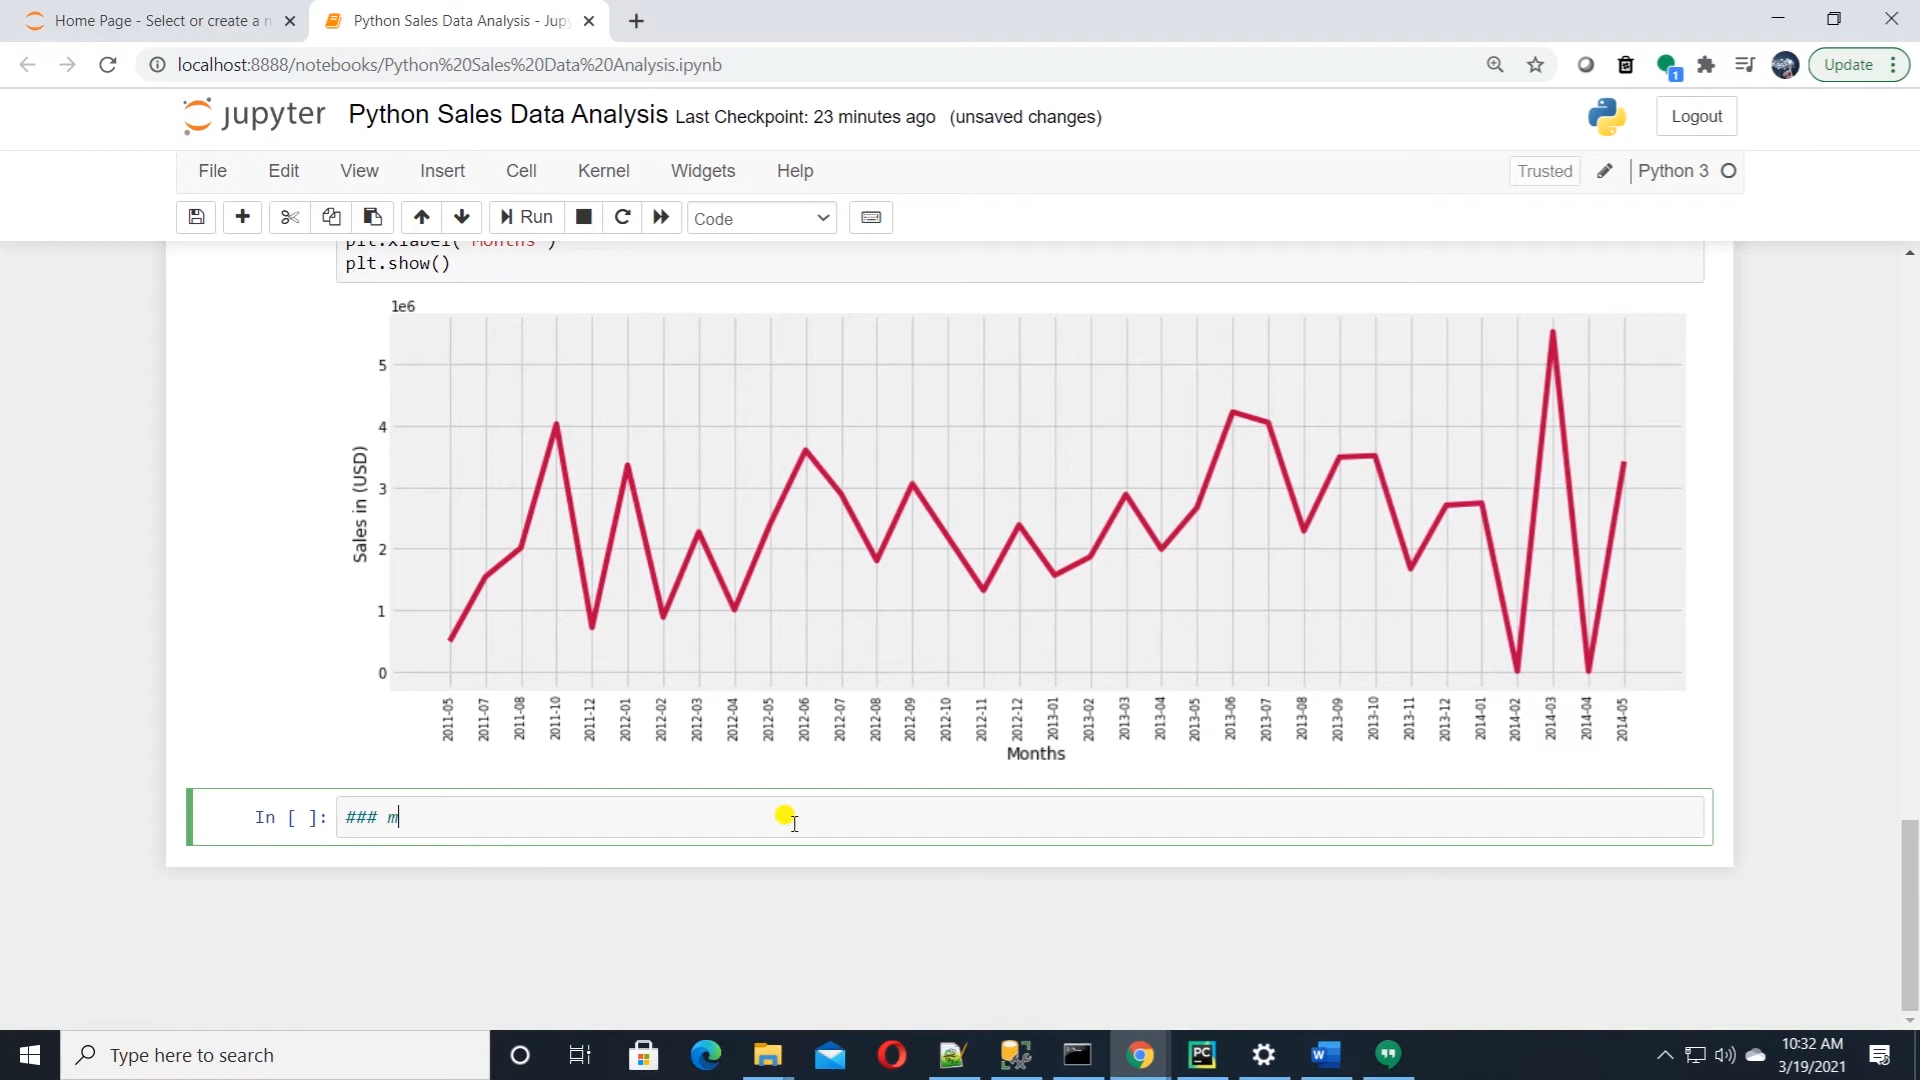 Home Page - Select or create a n
Python Sales Data Analysis - Jup
localhost:8888/notebooks/Python%20Sales%20Data%20Analysis.ipynb
1
Update
jupyter
Python Sales Data Analysis Last Checkpoint: 23 minutes ago (unsaved changes)
Logout
File Edit View Insert Cell Kernel Widgets Help
Trusted
Python 3
Run
Code
plt.xlabel("Months")
plt.show()
1e6
5
4
3
2
1
0
Sales in (USD)
2011-05 2011-07 2011-08 2011-10 2011-12 2012-01 2012-02 2012-03 2012-04 2012-05 2012-06 2012-07 2012-08 2012-09 2012-10 2012-11 2012-12 2013-01 2013-02 2013-03 2013-04 2013-05 2013-06 2013-07 2013-08 2013-09 2013-10 2013-11 2013-12 2014-01 2014-02 2014-03 2014-04 2014-05
Months
In [ ]: ### m
Type here to search
PC
W
10:32 AM
3/19/2021